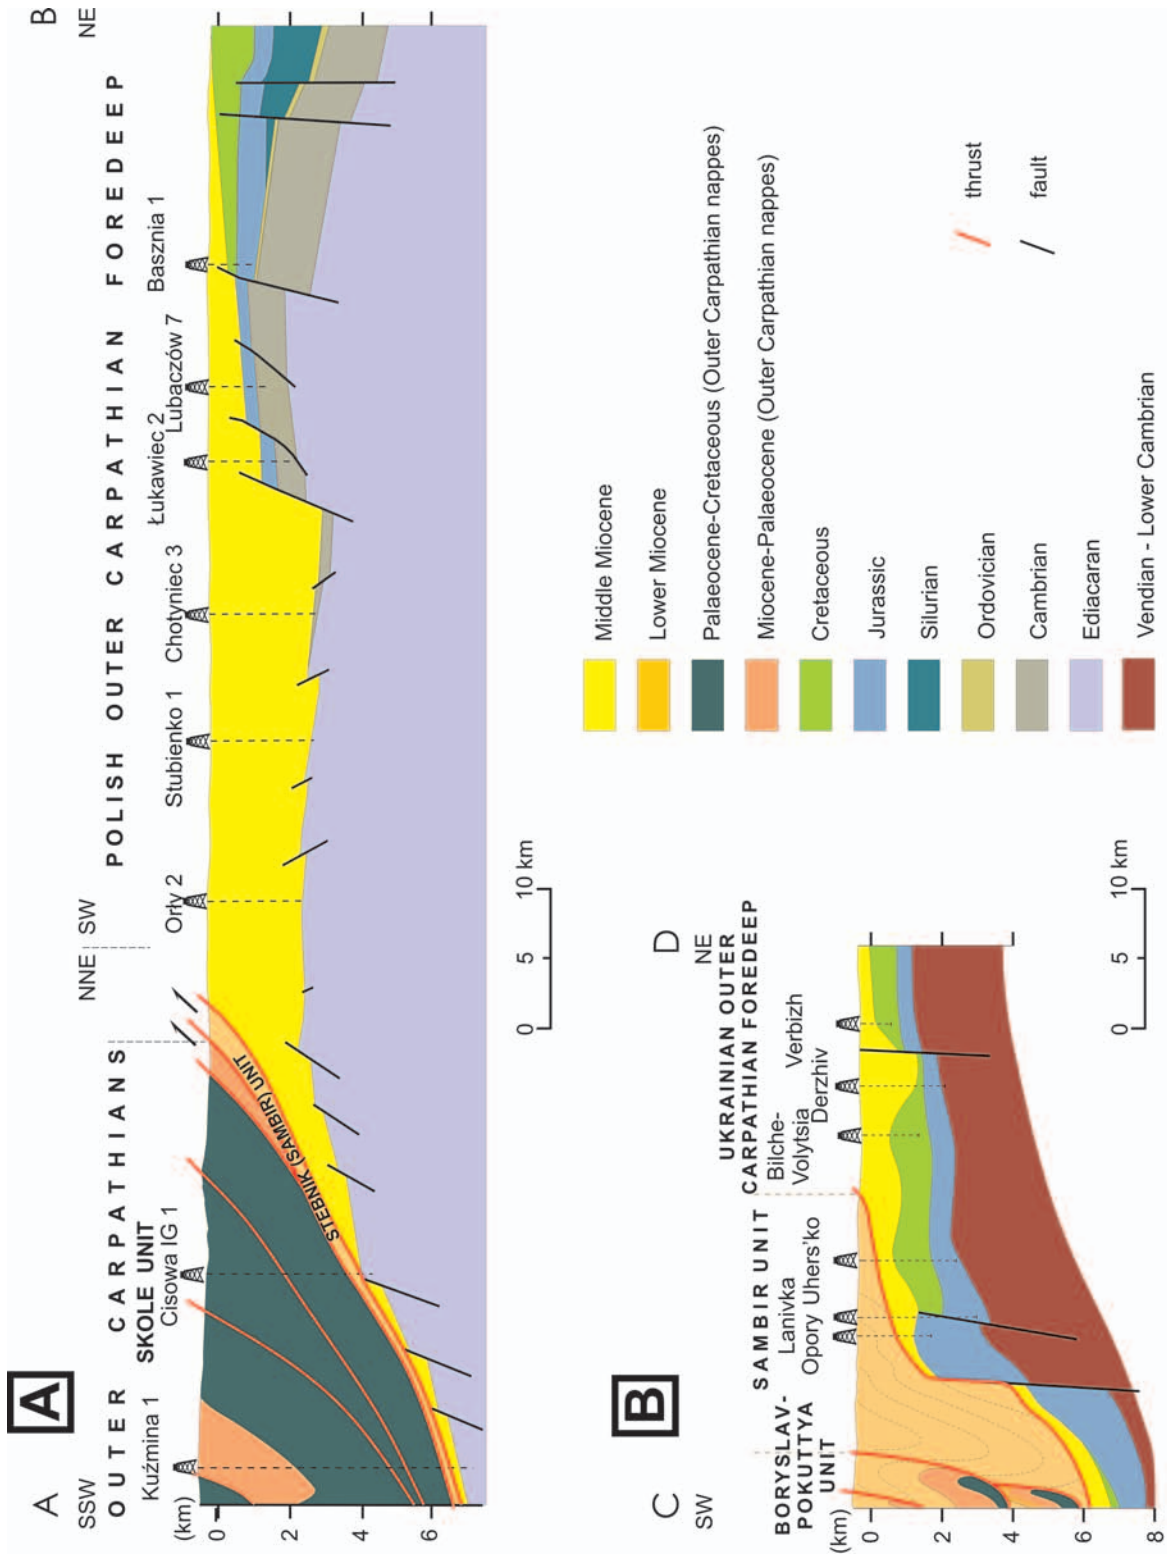 A
A
B
SSW
NNE
SW
NE
OUTER CARPATHIANS
POLISH OUTER CARPATHIAN FOREDEEP
SKOLE UNIT
Kuźmina 1
Cisowa IG 1
Orły 2
Stubienko 1
Chotyniec 3
Łukawiec 2
Lubaczów 7
Basznia 1
(km)
0
2
4
6
STEBNIK (SAMBIR) UNIT
0
5
10 km
B
C
D
SW
NE
BORYSLAV-
POKUTTYA
UNIT
SAMBIR UNIT
UKRAINIAN OUTER
CARPATHIAN FOREDEEP
Lanivka
Opory Uhers'ko
Bilche-
Volytsia
Derzhiv
Verbizh
(km)
0
2
4
6
8
0
5
10 km
Middle Miocene
Lower Miocene
Palaeocene-Cretaceous (Outer Carpathian nappes)
Miocene-Palaeocene (Outer Carpathian nappes)
Cretaceous
Jurassic
Silurian
Ordovician
Cambrian
Ediacaran
Vendian - Lower Cambrian
thrust
fault